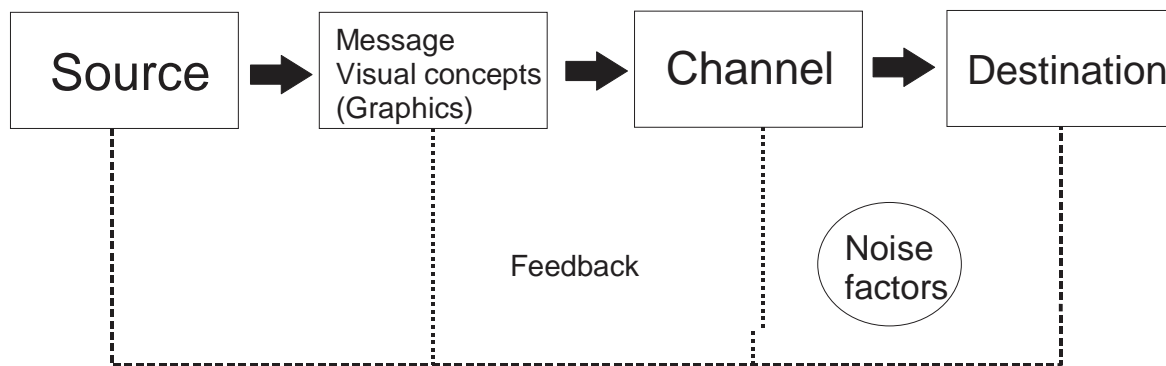 Source
Message
Visual concepts
(Graphics)
Channel
Destination
Feedback
Noise
factors